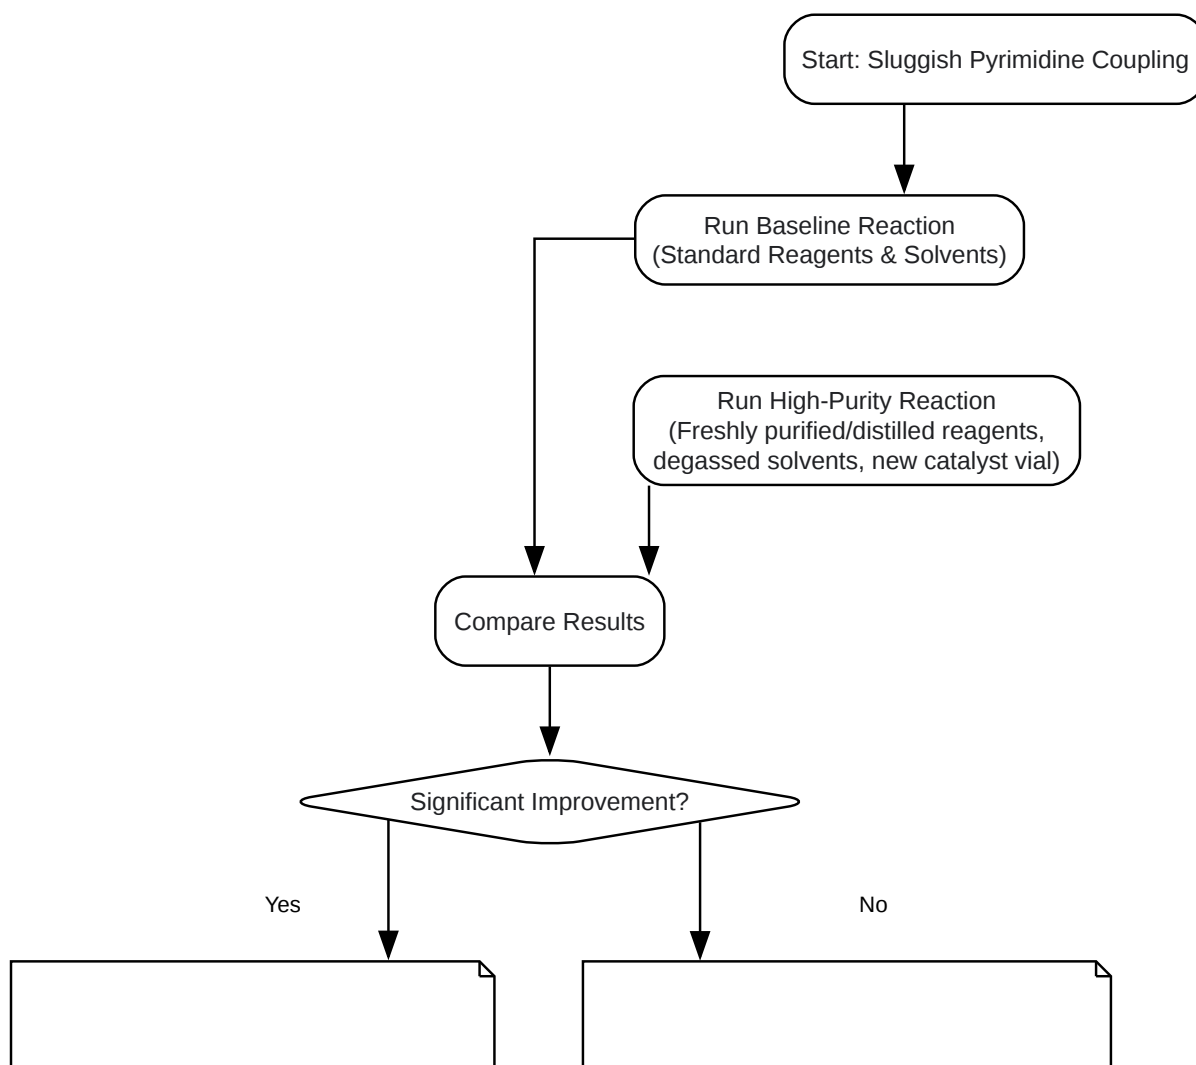 Start: Sluggish Pyrimidine Coupling
Run Baseline Reaction
(Standard Reagents & Solvents)
Run High-Purity Reaction
(Freshly purified/distilled reagents,
degassed solvents, new catalyst vial)
Compare Results
Significant Improvement?
Yes
No